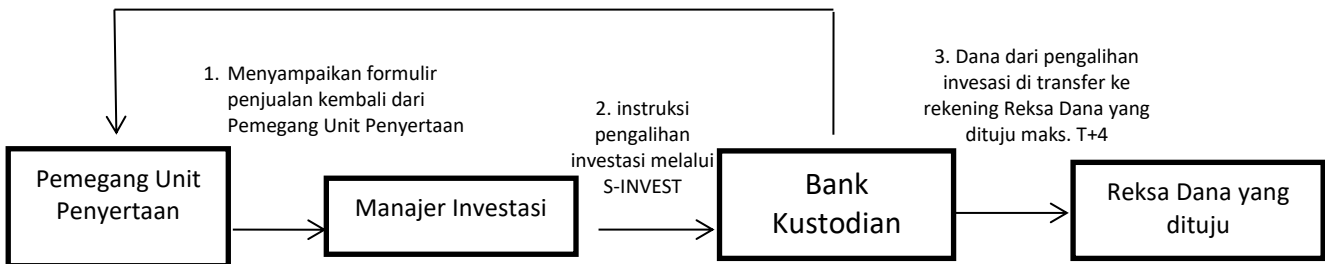 1. Menyampaikan formulir
penjualan kembali dari
Pemegang Unit Penyertaan
2. instruksi
pengalihan
investasi melalui
S-INVEST
3. Dana dari pengalihan
invesasi di transfer ke
rekening Reksa Dana yang
dituju maks. T+4
Pemegang Unit
Penyertaan
Manajer Investasi
Bank
Kustodian
Reksa Dana yang
dituju